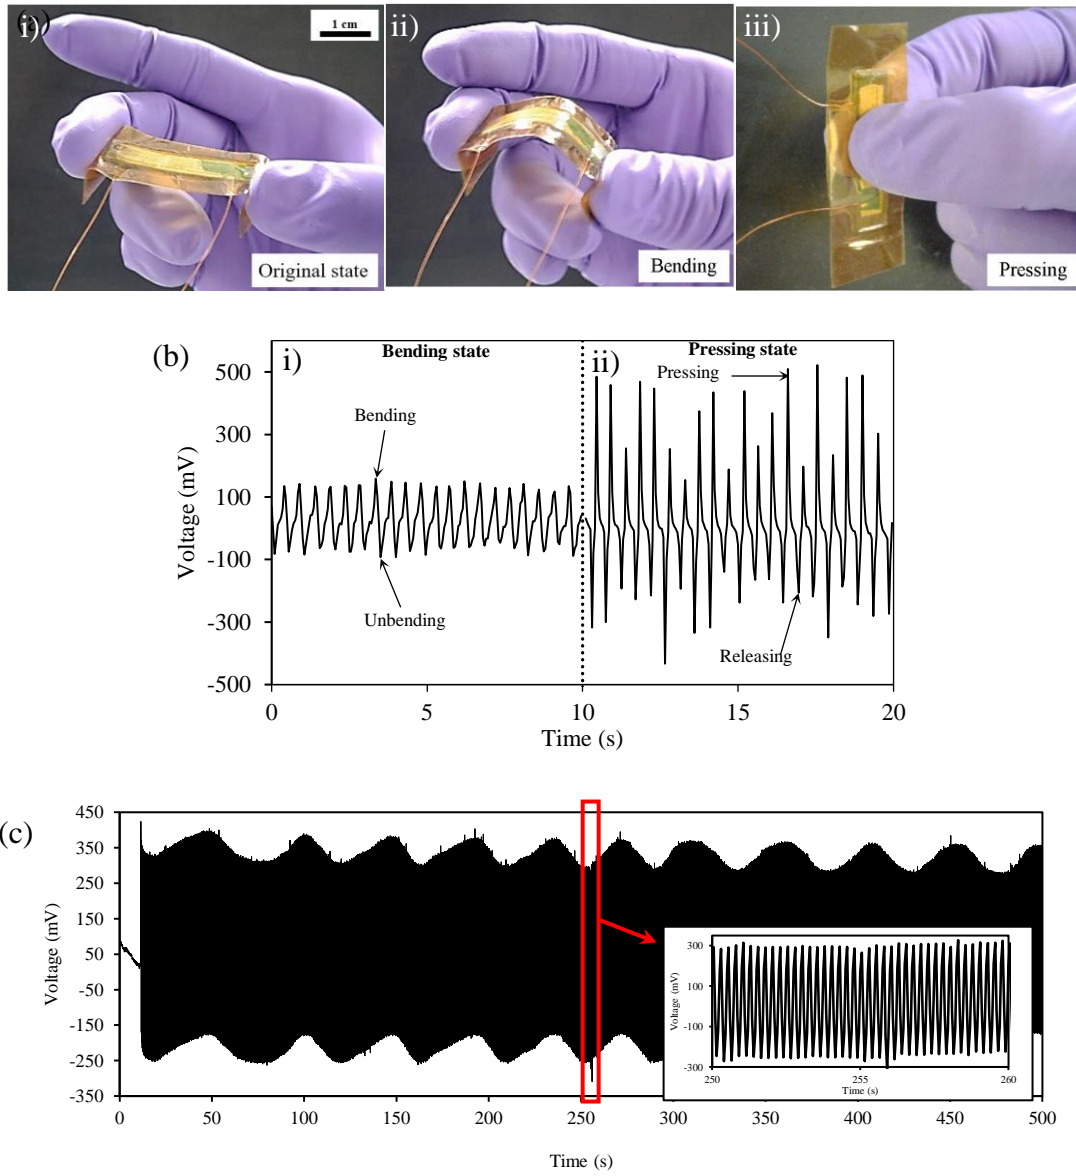 (a)
i)
1 cm
ii)
iii)
Original state
Bending
Pressing
(b)
i)
Bending state
ii)
Pressing state
Pressing
Bending
Unbending
Releasing
500
300
100
-100
-300
-500
Voltage (mV)
0
5
10
15
20
Time (s)
(c)
450
350
250
150
50
-50
-150
-250
-350
Voltage (mV)
0
50
100
150
200
250
300
350
400
450
500
Time (s)
300
100
-100
-300
Voltage (mV)
250
255
260
Time (s)